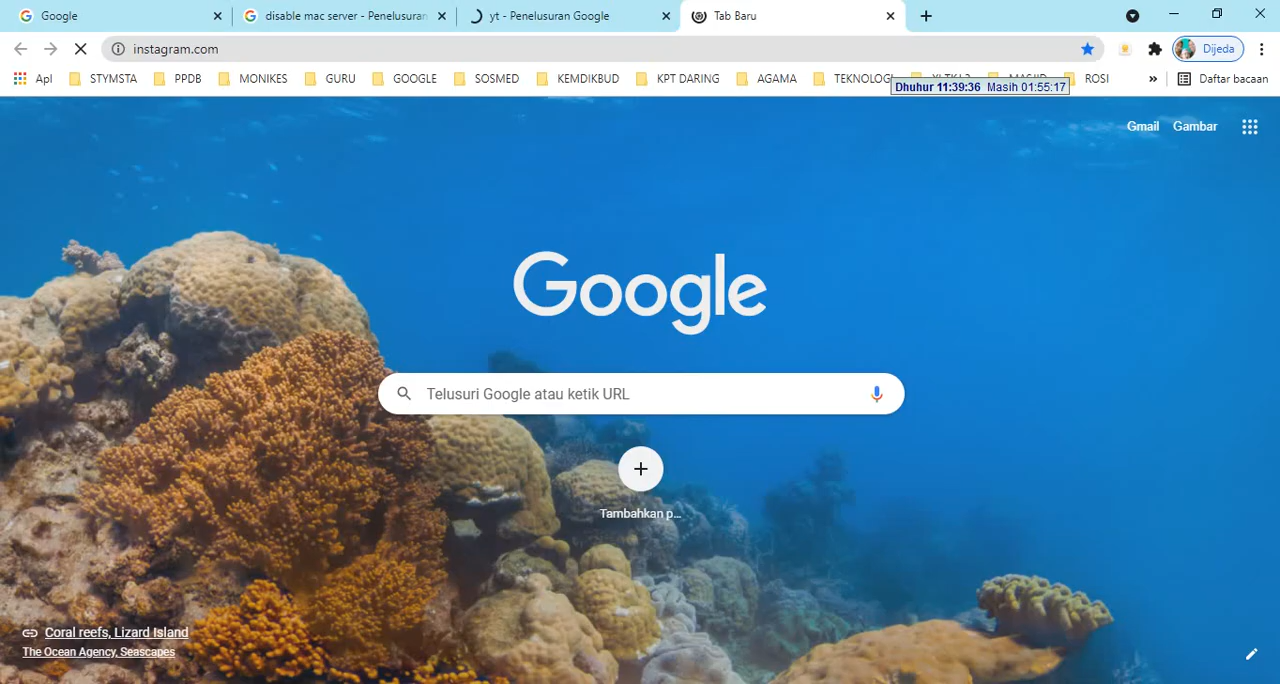 Google
disable mac server - Penelusuran
yt - Penelusuran Google
Tab Baru
instagram.com
Dijeda
Apl
STYMSTA
PPDB
MONIKES
GURU
GOOGLE
SOSMED
KEMDIKBUD
KPT DARING
AGAMA
TEKNOLOGI
ROSI
»
Daftar bacaan
Dhuhur 11:39:36 Masih 01:55:17
Gmail
Gambar
Google
Telusuri Google atau ketik URL
Tambahkan p...
Coral reefs, Lizard Island
The Ocean Agency, Seascapes